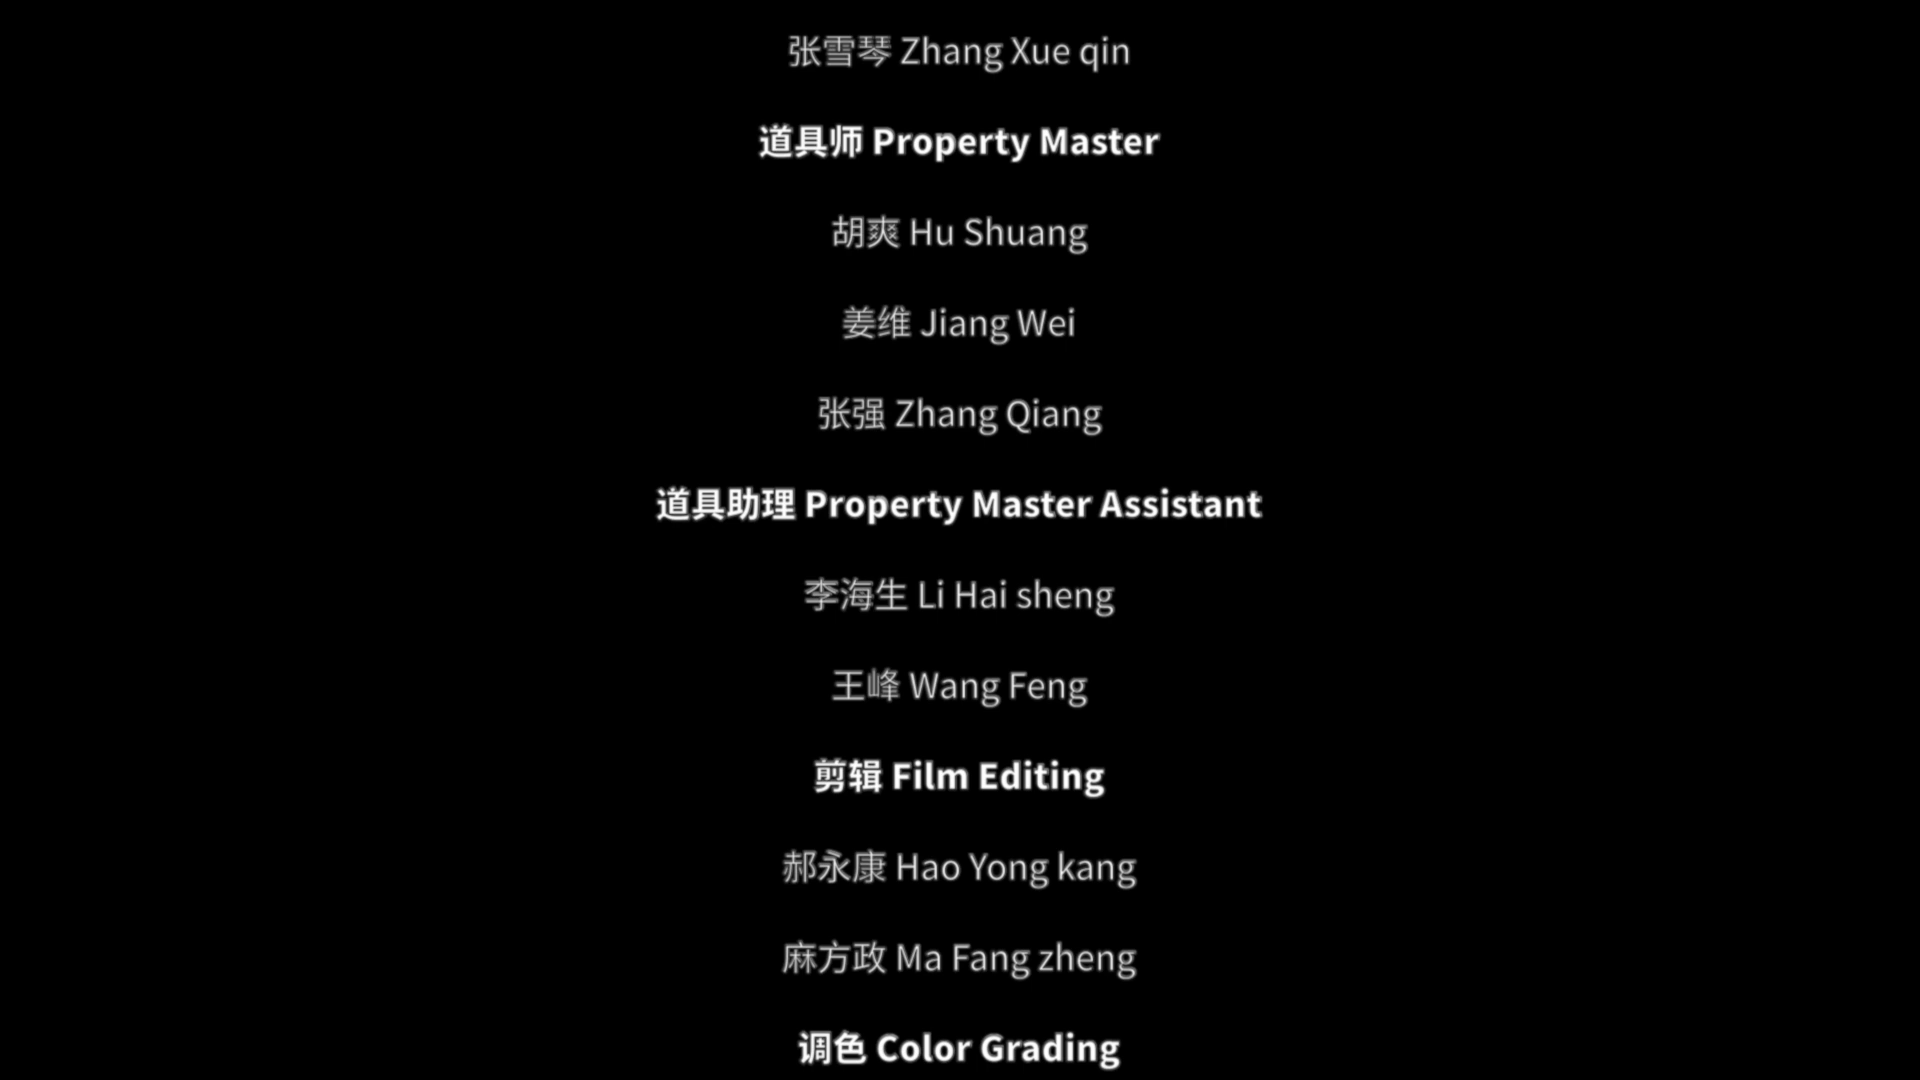 张雪琴 Zhang Xue qin
道具师 Property Master
胡爽 Hu Shuang
姜维 Jiang Wei
张强 Zhang Qiang
道具助理 Property Master Assistant
李海生 Li Hai sheng
王峰 Wang Feng
剪辑 Film Editing
郝永康 Hao Yong kang
麻方政 Ma Fang zheng
调色 Color Grading